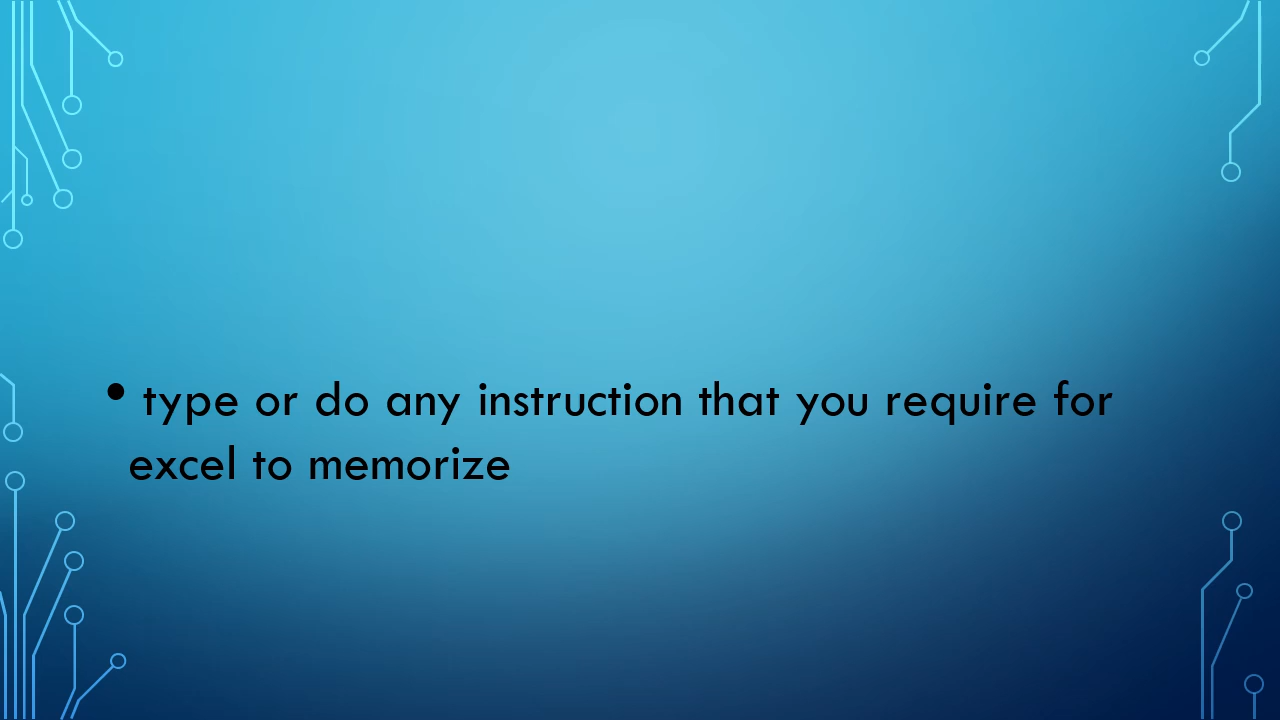 • type or do any instruction that you require for
excel to memorize